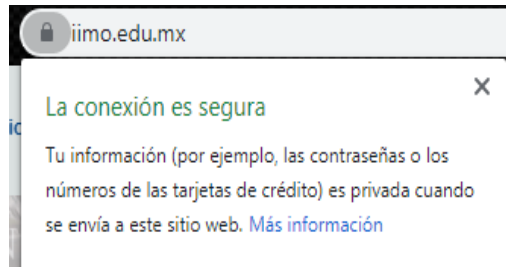 iimo.edu.mx
La conexión es segura
ic
Tu información (por ejemplo, las contraseñas o los
números de las tarjetas de crédito) es privada cuando
se envía a este sitio web. Más información